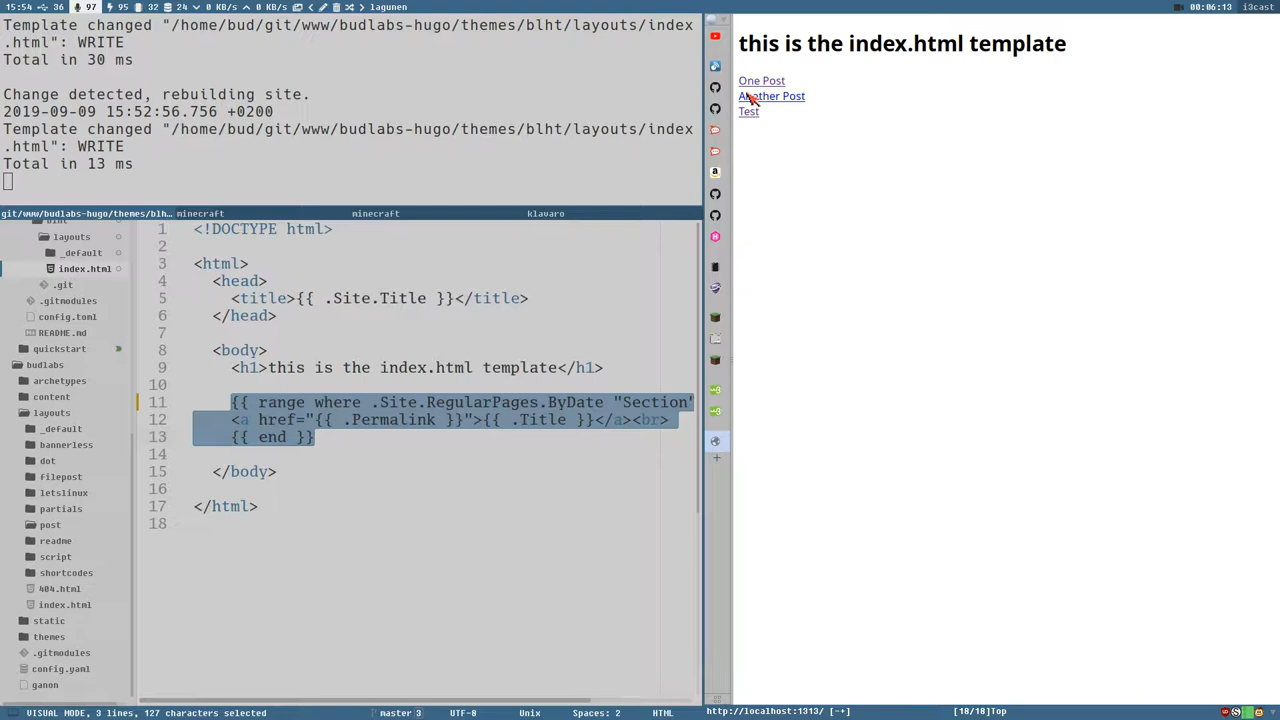 15:54 36 97 95 32 0 K/s 0 K/s lagunen 00:06:13 i3cast
Template changed "/home/bud/git/www/budlabs-hugo/themes/blht/layouts/index
.html": WRITE
Total in 30 ms
Change detected, rebuilding site.
2019-09-09 15:52:56.756 +0200
Template changed "/home/bud/git/www/budlabs-hugo/themes/blht/layouts/index
.html": WRITE
Total in 13 ms
git/www/budlabs-hugo/themes/blh… minecraft minecraft klavaro
blht
layouts
_default
index.html
.git
.gitmodules
config.toml
README.md
quickstart
budlabs
archetypes
content
layouts
_default
bannerless
dot
filepost
letslinux
partials
post
readme
script
shortcodes
404.html
index.html
static
themes
.gitmodules
config.yaml
ganon
1 <!DOCTYPE html>
2
3 <html>
4 <head>
5 <title>{{ .Site.Title }}</title>
6 </head>
7
8 <body>
9 <h1>this is the index.html template</h1>
10
11 {{ range where .Site.RegularPages.ByDate "Section"
12 <a href="{{ .Permalink }}">{{ .Title }}</a><br>
13 {{ end }}
14
15 </body>
16
17 </html>
18
VISUAL MODE, 3 lines, 127 characters selected master 3 UTF-8 Unix Spaces: 2 HTML
this is the index.html template
One Post
Another Post
Test
http://localhost:1313/ [-+] [18/18]Top